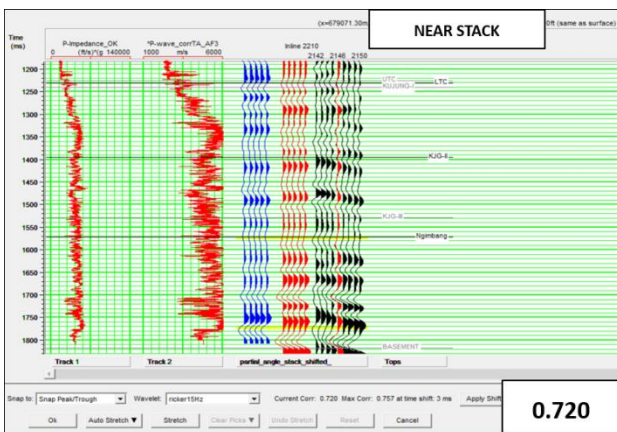 (x=679071.30m
NEAR STACK
0ft (same as surface)
Time
(ms)
P-Impedance_OK
0 (ft/s)*(g 140000
*P-wave_corrTA_AF3
1000 m/s 6000
Inline 2210
2142 2146 2150
1200
UTC
LTC
KUJUNG-I
1250
1300
1350
KJG-II
1400
1450
1500
KJG-III
1550
Ngimbang
1600
1650
1700
1750
1800
BASEMENT
Track 1
Track 2
partial_angle_stack_shifted_
Tops
Snap to: Snap Peak/Trough
Wavelet: ricker15Hz
Current Corr: 0.720 Max Corr: 0.757 at time shift: 3 ms
Apply Shift
0.720
Ok
Auto Stretch ▼
Stretch
Clear Picks ▼
Undo Stretch
Reset
Cancel